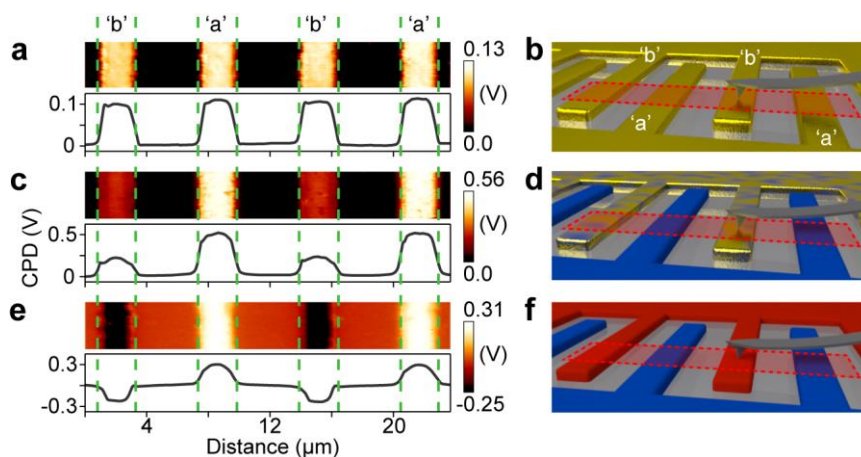 ‘b’ ‘a’ ‘b’ ‘a’
a
0.13
(V)
0.0
0.1
0
b
‘b’ ‘b’
‘a’
‘a’
c
0.56
(V)
0.0
0.5
0
d
CPD (V)
e
0.31
(V)
-0.25
0.3
-0.3
f
4 12 20
Distance (µm)